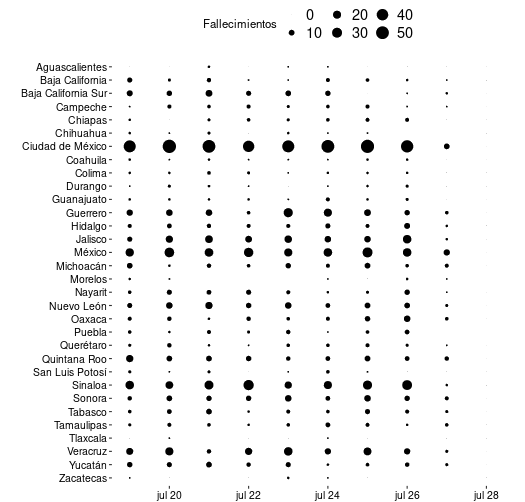 Fallecimientos
0 20 40
10 30 50
Aguascalientes
Baja California
Baja California Sur
Campeche
Chiapas
Chihuahua
Ciudad de México
Coahuila
Colima
Durango
Guanajuato
Guerrero
Hidalgo
Jalisco
México
Michoacán
Morelos
Nayarit
Nuevo León
Oaxaca
Puebla
Querétaro
Quintana Roo
San Luis Potosí
Sinaloa
Sonora
Tabasco
Tamaulipas
Tlaxcala
Veracruz
Yucatán
Zacatecas
jul 20 jul 22 jul 24 jul 26 jul 28